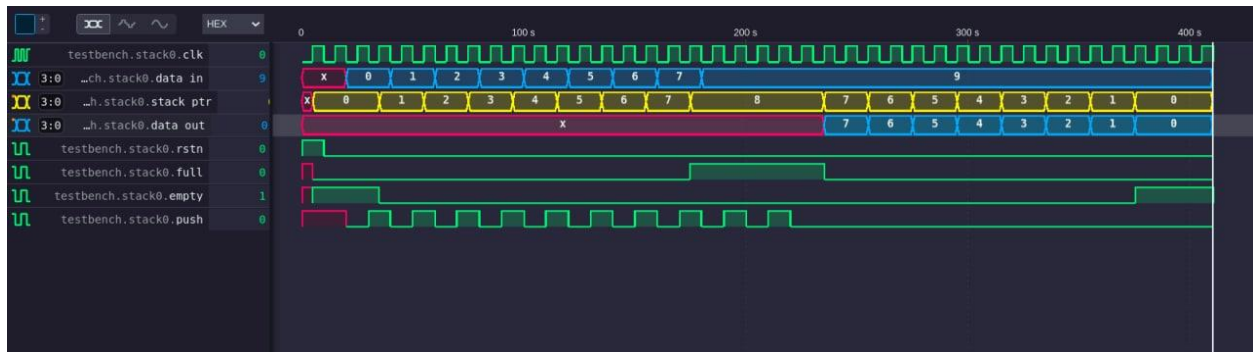 +
-
HEX
0 100 s 200 s 300 s 400 s
testbench.stack0.clk 0
3:0 …ch.stack0.data in 9 x 0 1 2 3 4 5 6 7 9
3:0 …h.stack0.stack ptr x 0 1 2 3 4 5 6 7 8 7 6 5 4 3 2 1 0
3:0 …h.stack0.data out 0 x 7 6 5 4 3 2 1 0
testbench.stack0.rstn 0
testbench.stack0.full 0
testbench.stack0.empty 1
testbench.stack0.push 0